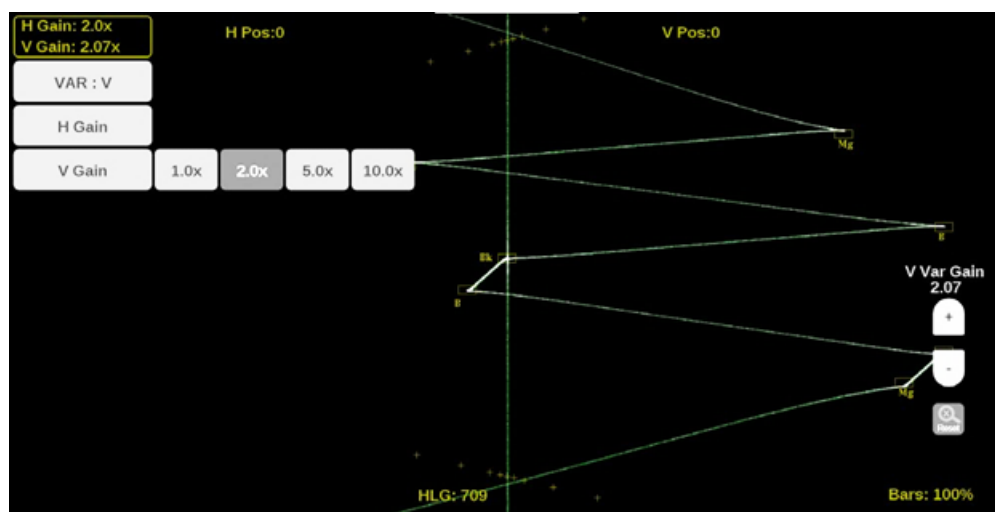 H Gain: 2.0x
V Gain: 2.07x
H Pos:0
V Pos:0
VAR : V
H Gain
V Gain
1.0x
2.0x
5.0x
10.0x
Mg
g
Bk
B
V Var Gain
2.07
+
-
Mg
Reset
HLG: 709
Bars: 100%